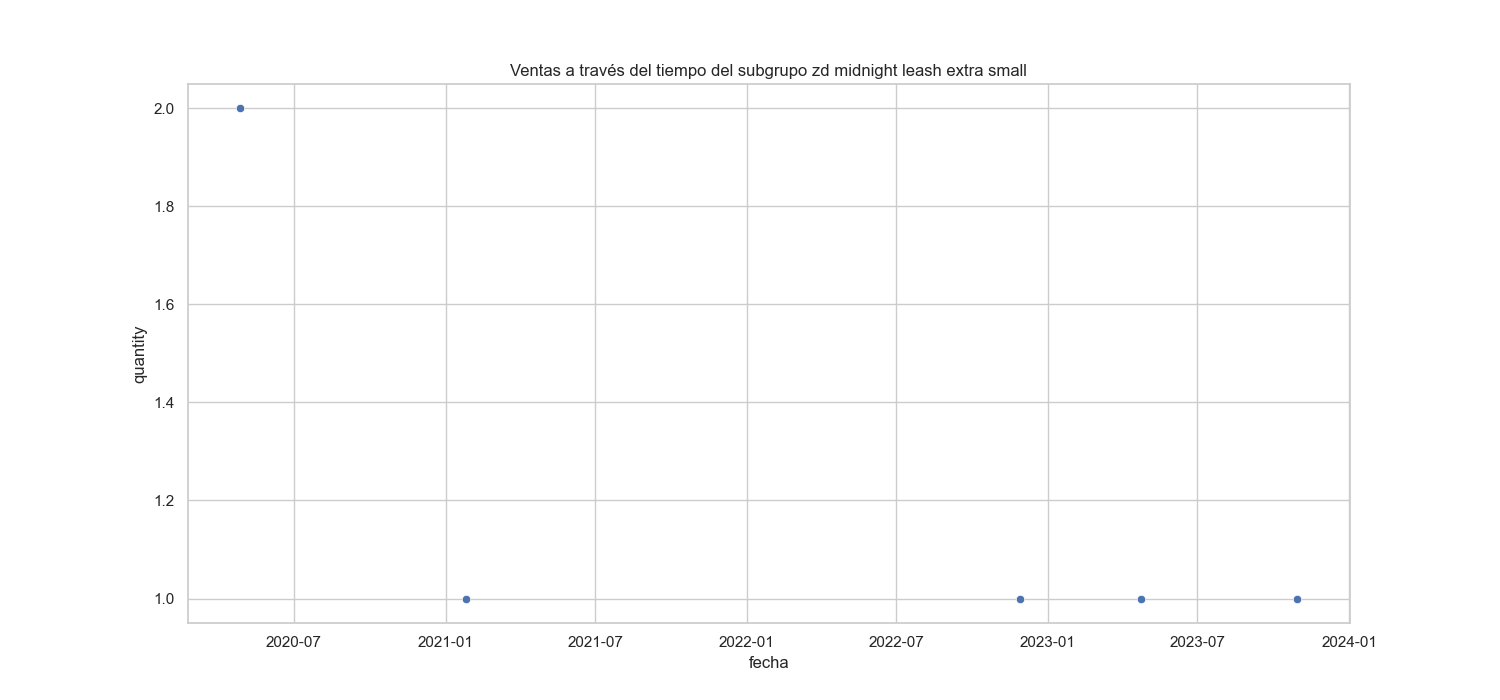 Ventas a través del tiempo del subgrupo zd midnight leash extra small
2.0
1.8
1.6
1.4
1.2
1.0
quantity
2020-07 2021-01 2021-07 2022-01 2022-07 2023-01 2023-07 2024-01
fecha